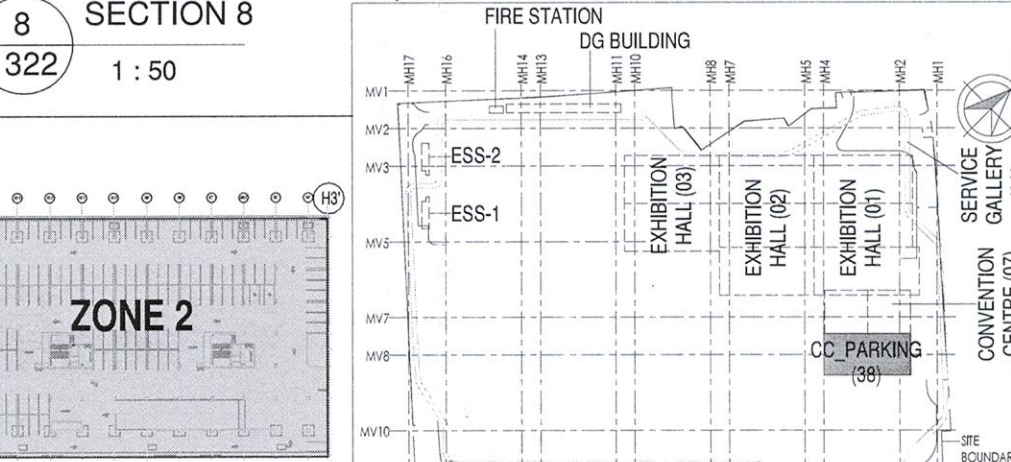 8
322
SECTION 8
1 : 50
H3'
ZONE 2
FIRE STATION
DG BUILDING
MH17
MH16
MH14
MH13
MH11
MH10
MH8
MH7
MH5
MH4
MH2
MH1
MV1
MV2
MV3
MV5
MV7
MV8
MV10
ESS-2
ESS-1
EXHIBITION
HALL (03)
EXHIBITION
HALL (02)
EXHIBITION
HALL (01)
SERVICE
GALLERY
CONVENTION
CENTRE (07)
CC_PARKING
(38)
SITE